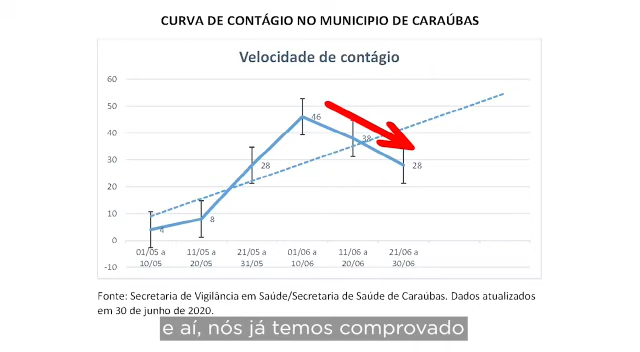 CURVA DE CONTÁGIO NO MUNICIPIO DE CARAÚBAS
Velocidade de contágio
60
50
40
30
20
10
0
-10
4
8
28
46
38
28
01/05 a 11/05 a 21/05 a 01/06 a 11/06 a 21/06 a
10/05 20/05 31/05 10/06 20/06 30/06
Fonte: Secretaria de Vigilância em Saúde/Secretaria de Saúde de Caraúbas. Dados atualizados
em 30 de junho de 2020.
e aí, nós já temos comprovado